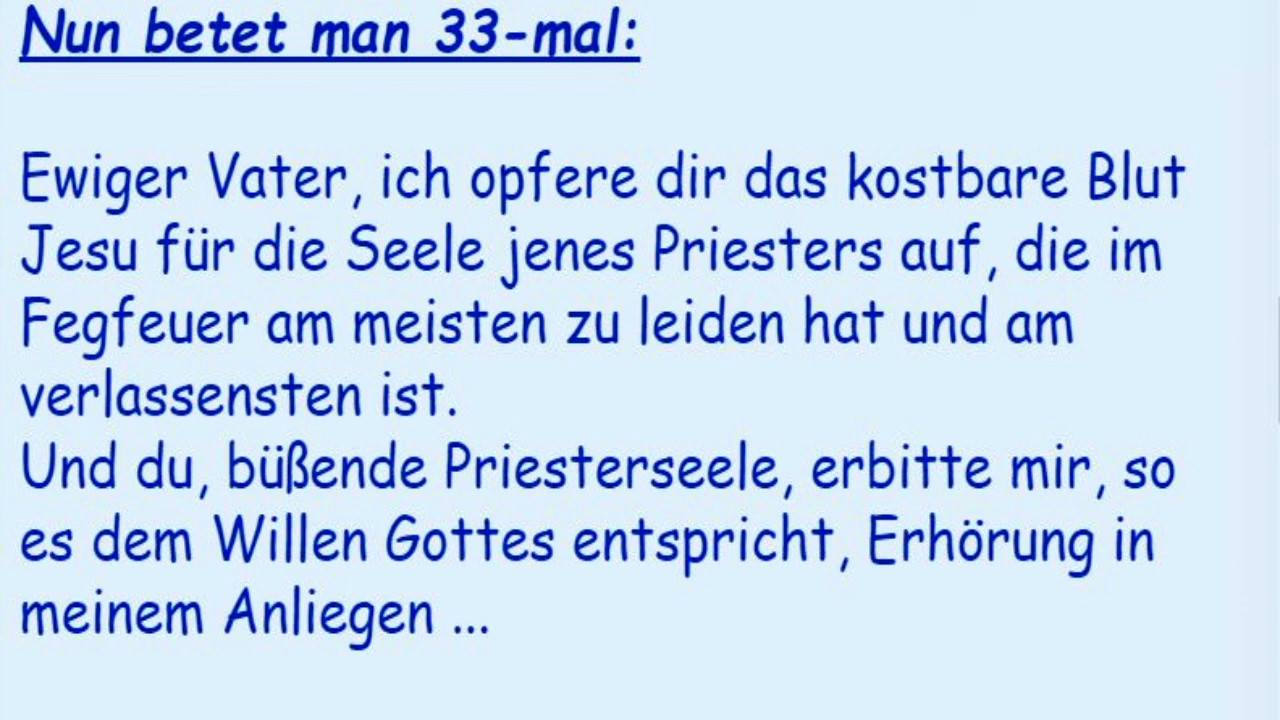 Nun betet man 33-mal:
Ewiger Vater, ich opfere dir das kostbare Blut
Jesu für die Seele jenes Priesters auf, die im
Fegfeuer am meisten zu leiden hat und am
verlassensten ist.
Und du, büßende Priesterseele, erbitte mir, so
es dem Willen Gottes entspricht, Erhörung in
meinem Anliegen ...